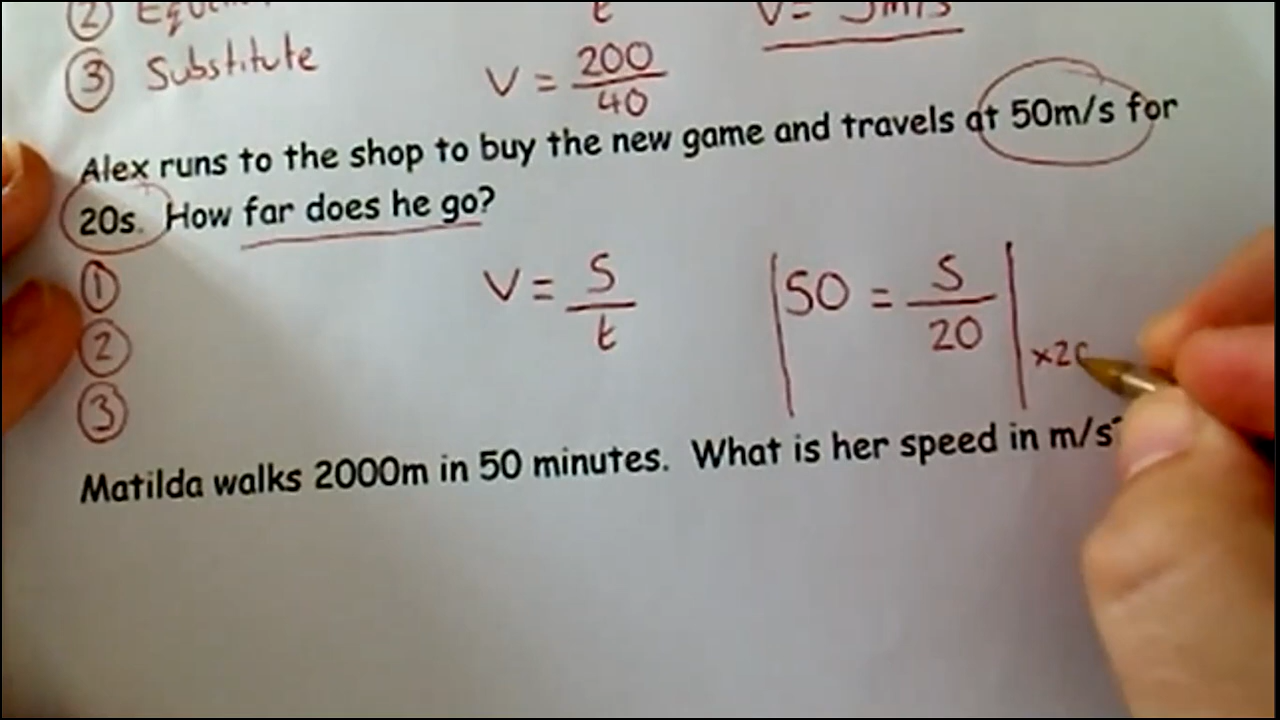 ②
t
③ Substitute
V = 200/40
Alex runs to the shop to buy the new game and travels at 50m/s for
20s. How far does he go?
①
②
③
V = S/t
50 = S/20
×20
Matilda walks 2000m in 50 minutes. What is her speed in m/s